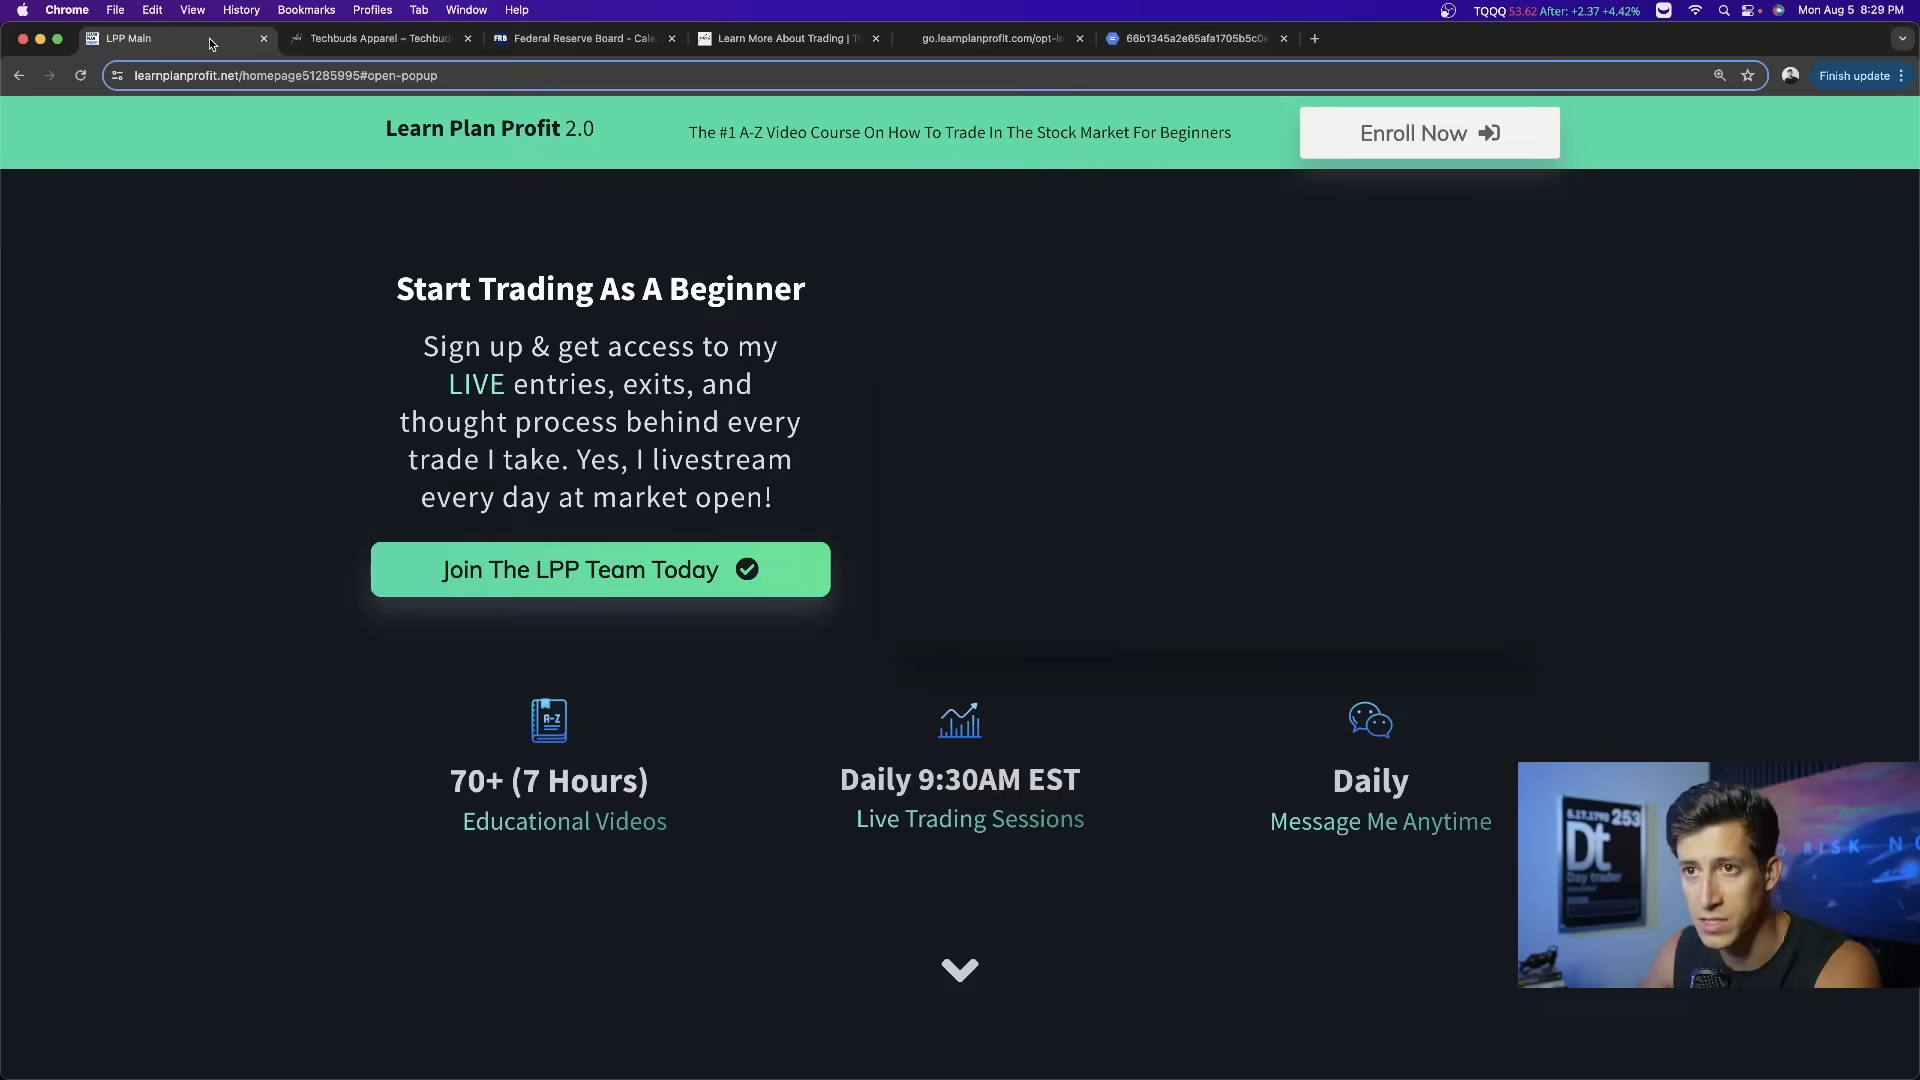 Chrome File Edit View History Bookmarks Profiles Tab Window Help
TQQQ 53.62 After: +2.37 +4.42% Mon Aug 5 8:29 PM
LPP Main
Techbuds Apparel – Techbuds
Federal Reserve Board - Cale
Learn More About Trading | T
go.learnplanprofit.com/opt-in
66b1345a2e65afa1705b5c0e
learnplanprofit.net/homepage51285995#open-popup
Finish update
Learn Plan Profit 2.0
The #1 A-Z Video Course On How To Trade In The Stock Market For Beginners
Enroll Now
Start Trading As A Beginner
Sign up & get access to my
LIVE entries, exits, and
thought process behind every
trade I take. Yes, I livestream
every day at market open!
Join The LPP Team Today
A-Z
70+ (7 Hours)
Educational Videos
Daily 9:30AM EST
Live Trading Sessions
Daily
Message Me Anytime
253
Dt
Day trader
RISK NO